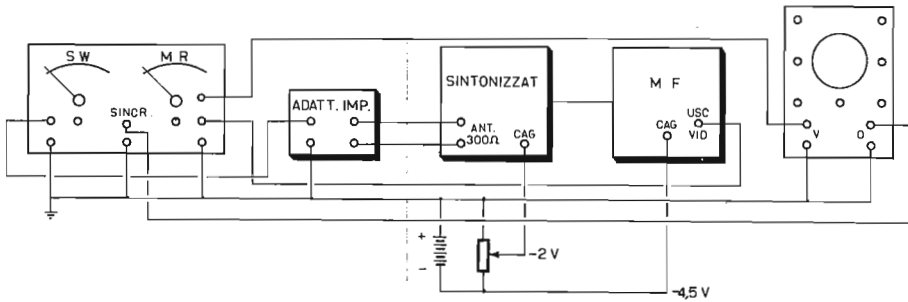 SW
MR
SINCR.
ADATT. IMP.
SINTONIZZAT
ANT.
300Ω
CAG
M F
CAG
USC
VID
V
O
+
-
-2 V
-4,5 V